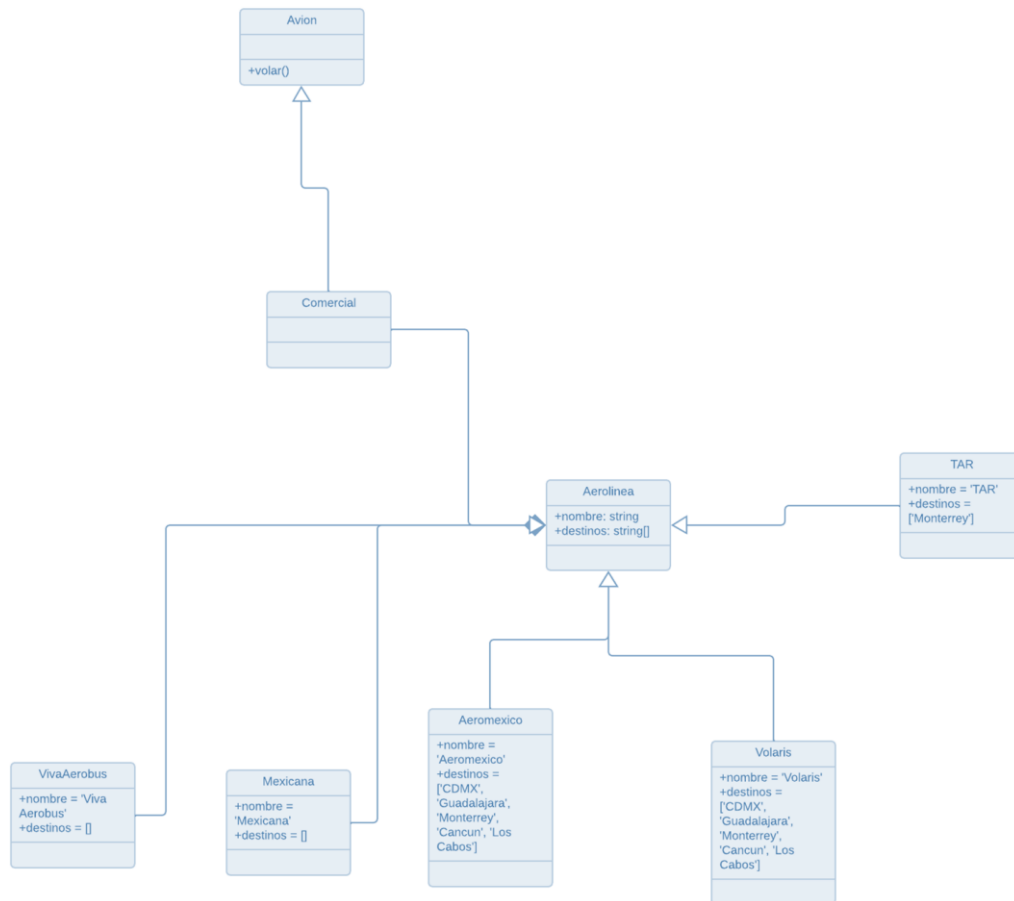 Avion
+volar()
Comercial
Aerolinea
+nombre: string
+destinos: string[]
TAR
+nombre = 'TAR'
+destinos =
['Monterrey']
Aeromexico
+nombre =
'Aeromexico'
+destinos =
['CDMX',
'Guadalajara',
'Monterrey',
'Cancun', 'Los
Cabos']
Volaris
+nombre = 'Volaris'
+destinos =
['CDMX',
'Guadalajara',
'Monterrey',
'Cancun', 'Los
Cabos']
VivaAerobus
+nombre = 'Viva
Aerobus'
+destinos = []
Mexicana
+nombre =
'Mexicana'
+destinos = []